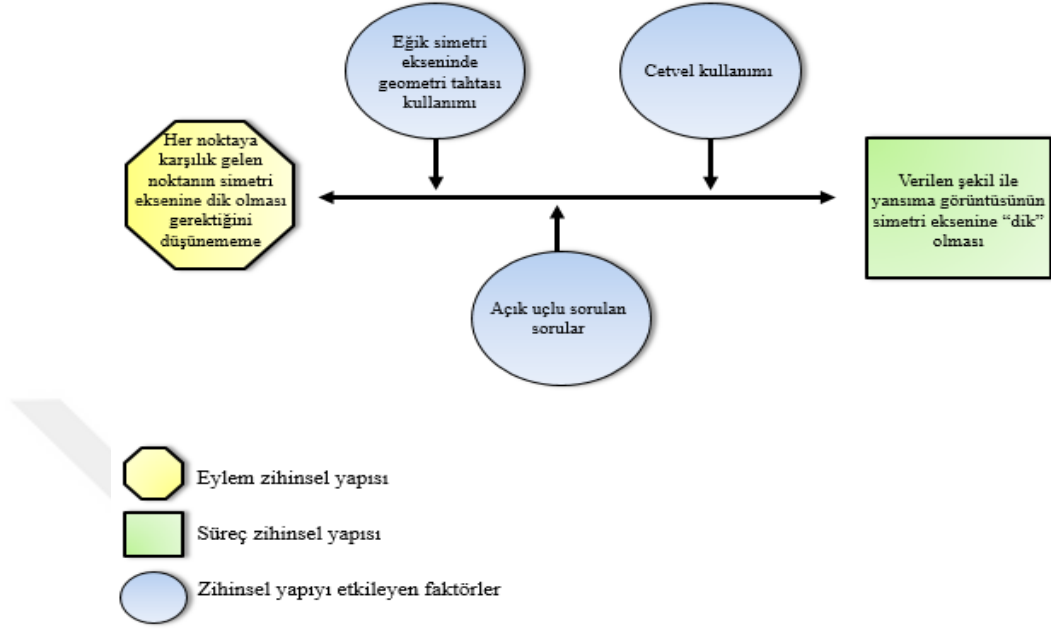 Eğik simetri
ekseninde
geometri tahtası
kullanımı
Cetvel kullanımı
Her noktaya
karşılık gelen
noktanın simetri
eksenine dik olması
gerektiğini
düşünememe
Verilen şekil ile
yansıma görüntüsünün
simetri eksenine “dik”
olması
Açık uçlu sorulan
sorular
Eylem zihinsel yapısı
Süreç zihinsel yapısı
Zihinsel yapıyı etkileyen faktörler